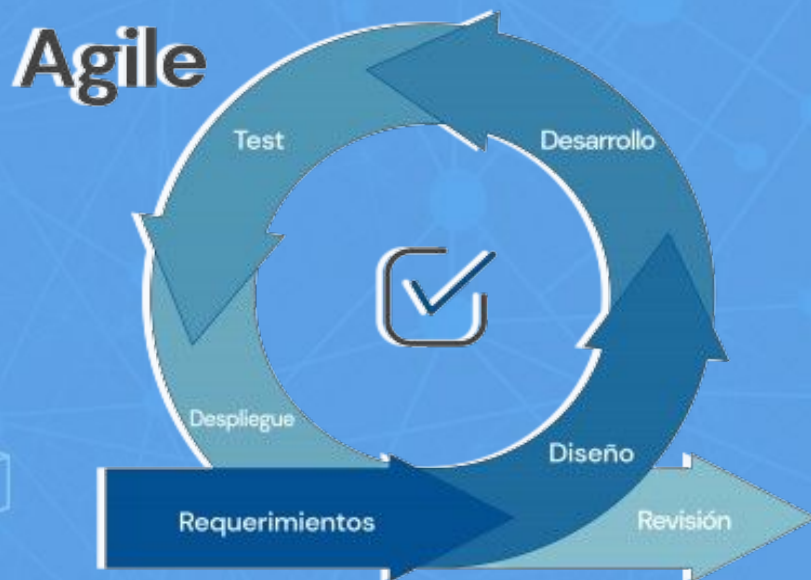 Agile
Test
Desarrollo
Despliegue
Diseño
Requerimientos
Revisión